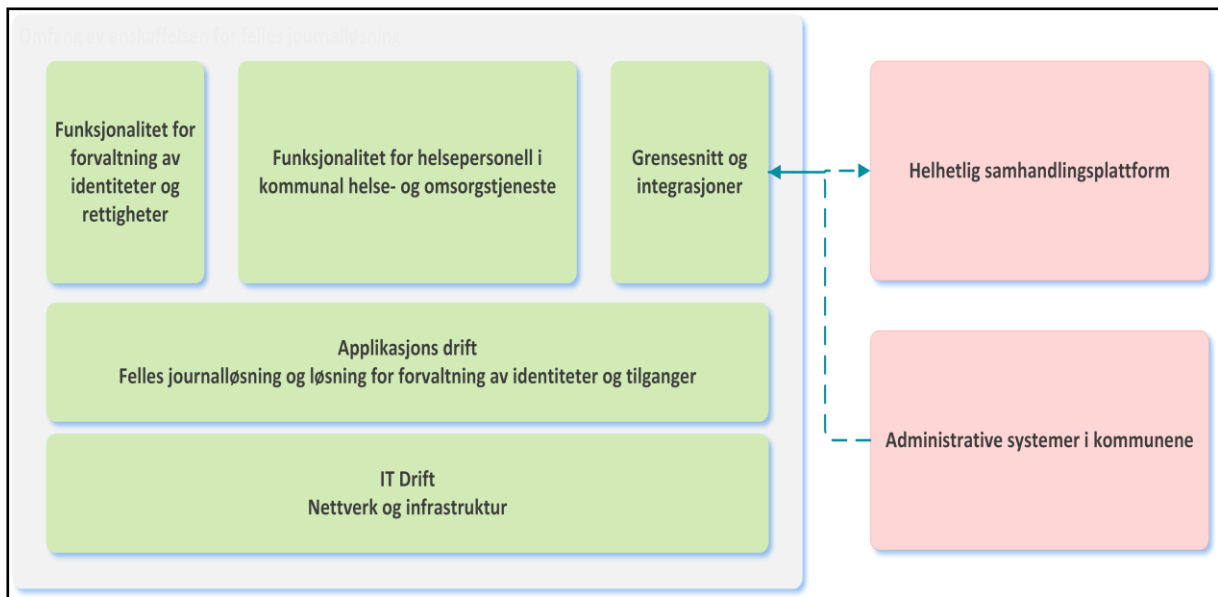 Omfang av anskaffelsen for felles journalløsning
Funksjonalitet for
forvaltning av
identiteter og
rettigheter
Funksjonalitet for helsepersonell i
kommunal helse- og omsorgstjeneste
Grensesnitt og
integrasjoner
Helhetlig samhandlingsplattform
Applikasjons drift
Felles journalløsning og løsning for forvaltning av identiteter og tilganger
Administrative systemer i kommunene
IT Drift
Nettverk og infrastruktur